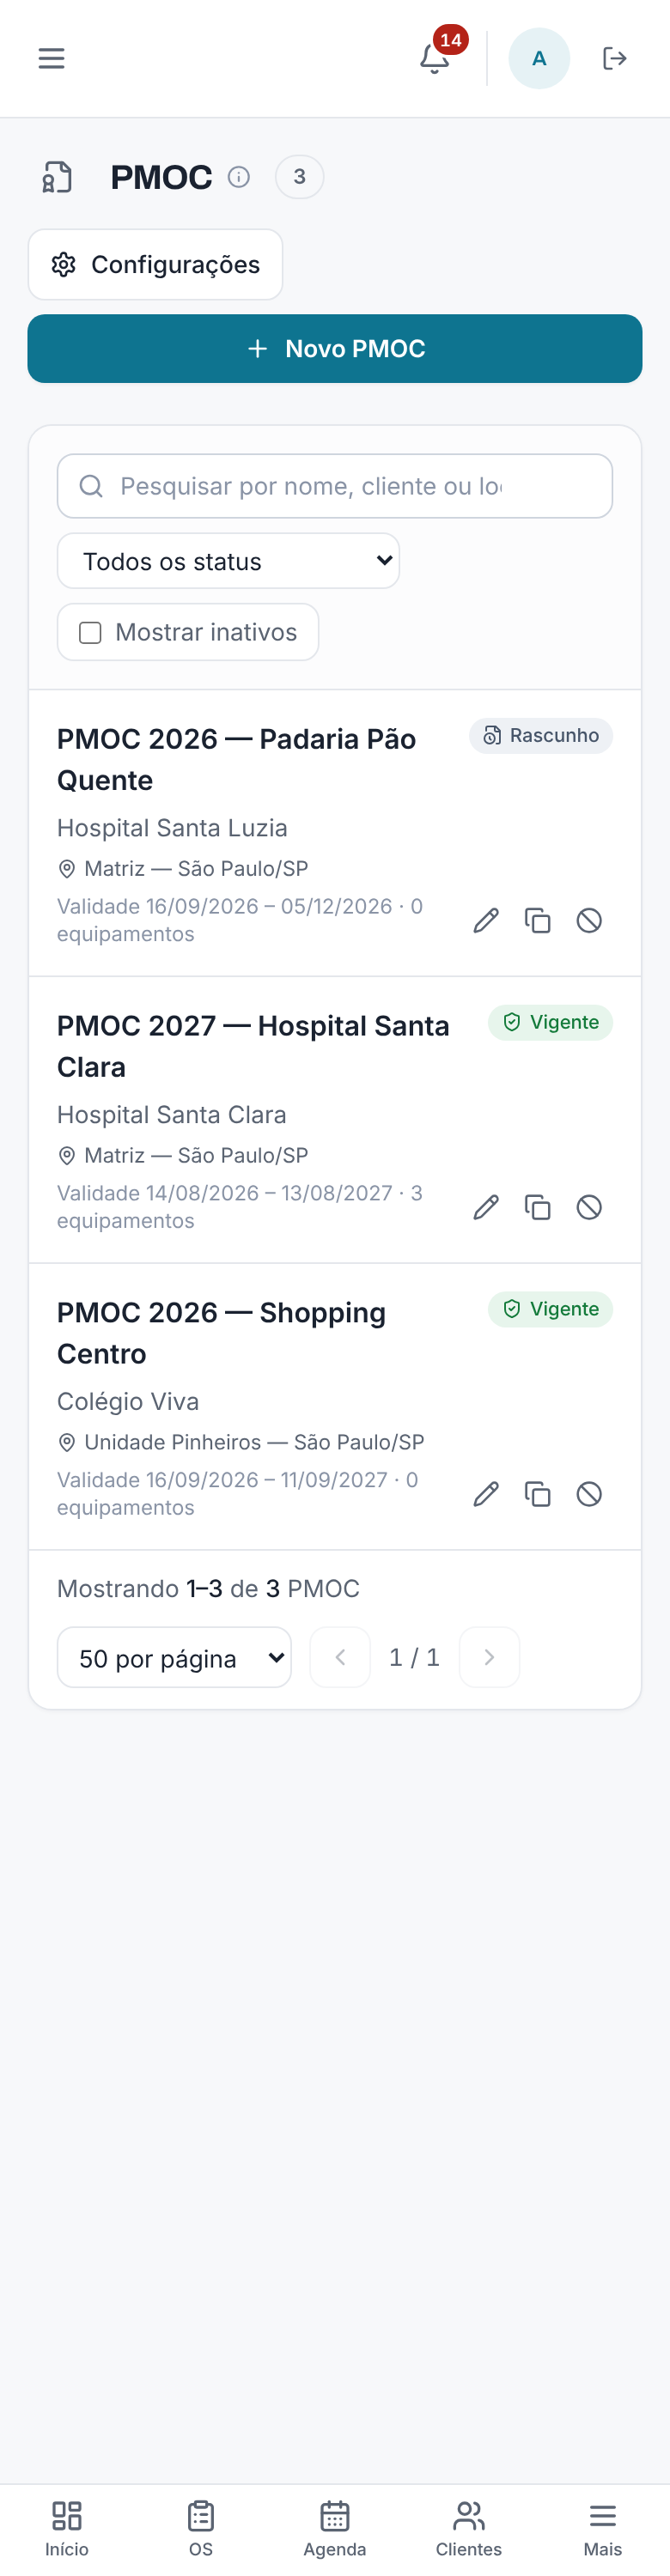 14
A
PMOC
3
Configurações
Novo PMOC
Pesquisar por nome, cliente ou lo
Todos os status
Mostrar inativos
PMOC 2026 — Padaria Pão
Quente
Rascunho
Hospital Santa Luzia
Matriz — São Paulo/SP
Validade 16/09/2026 – 05/12/2026 · 0
equipamentos
PMOC 2027 — Hospital Santa
Clara
Vigente
Hospital Santa Clara
Matriz — São Paulo/SP
Validade 14/08/2026 – 13/08/2027 · 3
equipamentos
PMOC 2026 — Shopping
Centro
Vigente
Colégio Viva
Unidade Pinheiros — São Paulo/SP
Validade 16/09/2026 – 11/09/2027 · 0
equipamentos
Mostrando 1–3 de 3 PMOC
50 por página
1 / 1
Início
OS
Agenda
Clientes
Mais